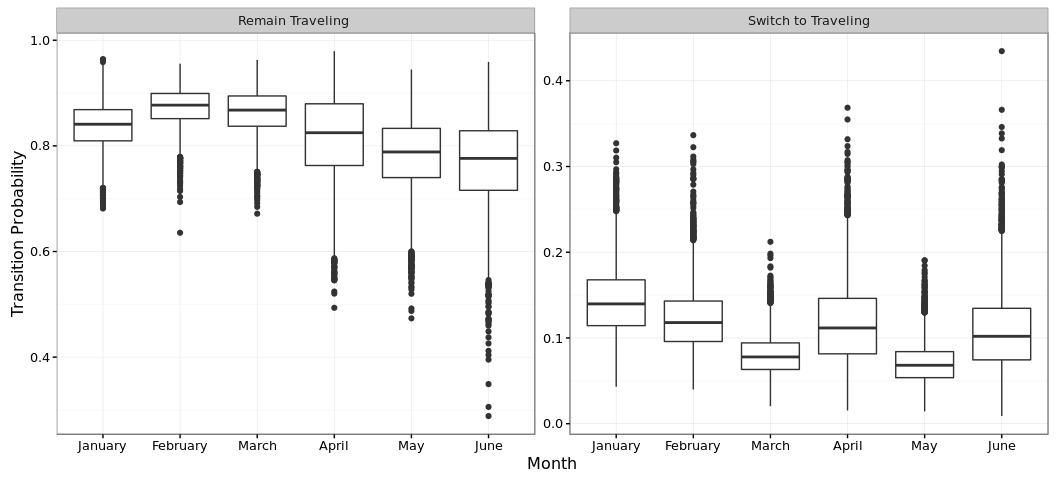 Remain Traveling
Switch to Traveling
Transition Probability
1.0
0.8
0.6
0.4
0.4
0.3
0.2
0.1
0.0
January February March April May June
January February March April May June
Month